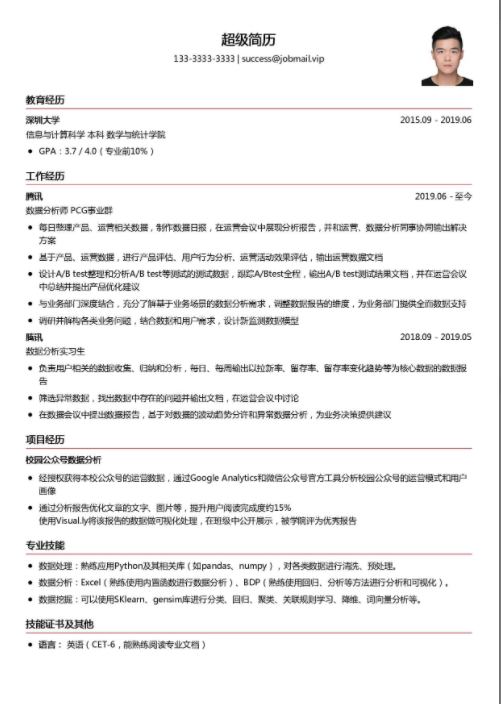 超级简历
133-3333-3333 | success@jobmail.vip
教育经历
深圳大学 2015.09 - 2019.06
信息与计算科学 本科 数学与统计学院
• GPA：3.7 / 4.0（专业前10%）
工作经历
腾讯 2019.06 - 至今
数据分析师 PCG事业群
• 每日整理产品、运营相关数据，制作数据日报，在运营会议中展现分析报告，并和运营、数据分析同事协同输出解决
方案
• 基于产品、运营数据，进行产品评估、用户行为分析、运营活动效果评估，输出运营数据文档
• 设计A/B test整理和分析A/B test等测试的测试数据，跟踪A/Btest全程，输出A/B test测试结果文档，并在运营会议
中总结并提出产品优化建议
• 与业务部门深度结合，充分了解基于业务场景的数据分析需求，调整数据报告的维度，为业务部门提供全面数据支持
• 调研并解构各类业务问题，结合数据和用户需求，设计新监测数据模型
腾讯 2018.09 - 2019.05
数据分析实习生
• 负责用户相关的数据收集、归纳和分析，每日、每周输出以拉新率、留存率、留存率变化趋势等为核心数据的数据报
告
• 筛选异常数据，找出数据中存在的问题并输出文档，在运营会议中讨论
• 在数据会议中提出数据报告，基于对数据的波动趋势分许和异常数据分析，为业务决策提供建议
项目经历
校园公众号数据分析
• 经授权获得本校公众号的运营数据，通过Google Analytics和微信公众号官方工具分析校园公众号的运营模式和用户
画像
• 通过分析报告优化文章的文字、图片等，提升用户阅读完成度约15%
使用Visual.ly将该报告的数据做可视化处理，在班级中公开展示，被学院评为优秀报告
专业技能
• 数据处理：熟练应用Python及其相关库（如pandas、numpy），对各类数据进行清洗、预处理。
• 数据分析：Excel（熟练使用内置函数进行数据分析）、BDP（熟练使用回归、分析等方法进行分析和可视化）。
• 数据挖掘：可以使用SKlearn、gensim库进行分类、回归、聚类、关联规则学习、降维、词向量分析等。
技能证书及其他
• 语言： 英语（CET-6，能熟练阅读专业文档）